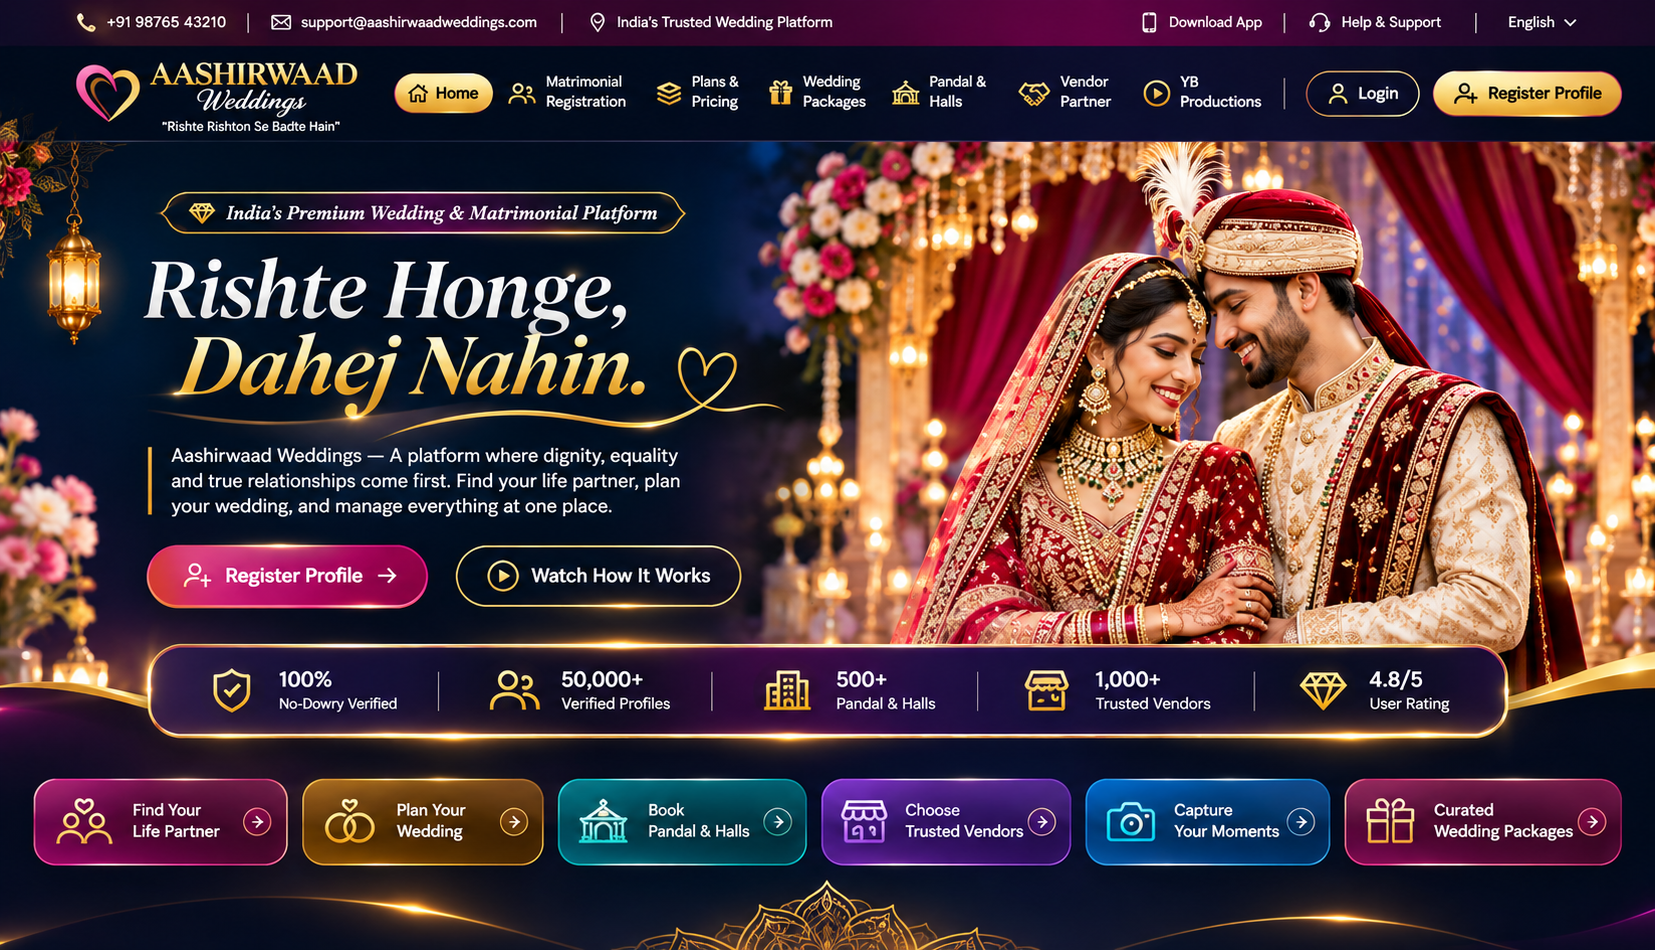 +91 98765 43210
support@aashirwaadweddings.com
India's Trusted Wedding Platform
Download App
Help & Support
English
AASHIRWAAD
Weddings
"Rishte Rishton Se Badte Hain"
Home
Matrimonial
Registration
Plans &
Pricing
Wedding
Packages
Pandal &
Halls
Vendor
Partner
YB
Productions
Login
Register Profile
India's Premium Wedding & Matrimonial Platform
Rishte Honge,
Dahej Nahin.
Aashirwaad Weddings — A platform where dignity, equality
and true relationships come first. Find your life partner, plan
your wedding, and manage everything at one place.
Register Profile
Watch How It Works
100%
No-Dowry Verified
50,000+
Verified Profiles
500+
Pandal & Halls
1,000+
Trusted Vendors
4.8/5
User Rating
Find Your
Life Partner
Plan Your
Wedding
Book
Pandal & Halls
Choose
Trusted Vendors
Capture
Your Moments
Curated
Wedding Packages